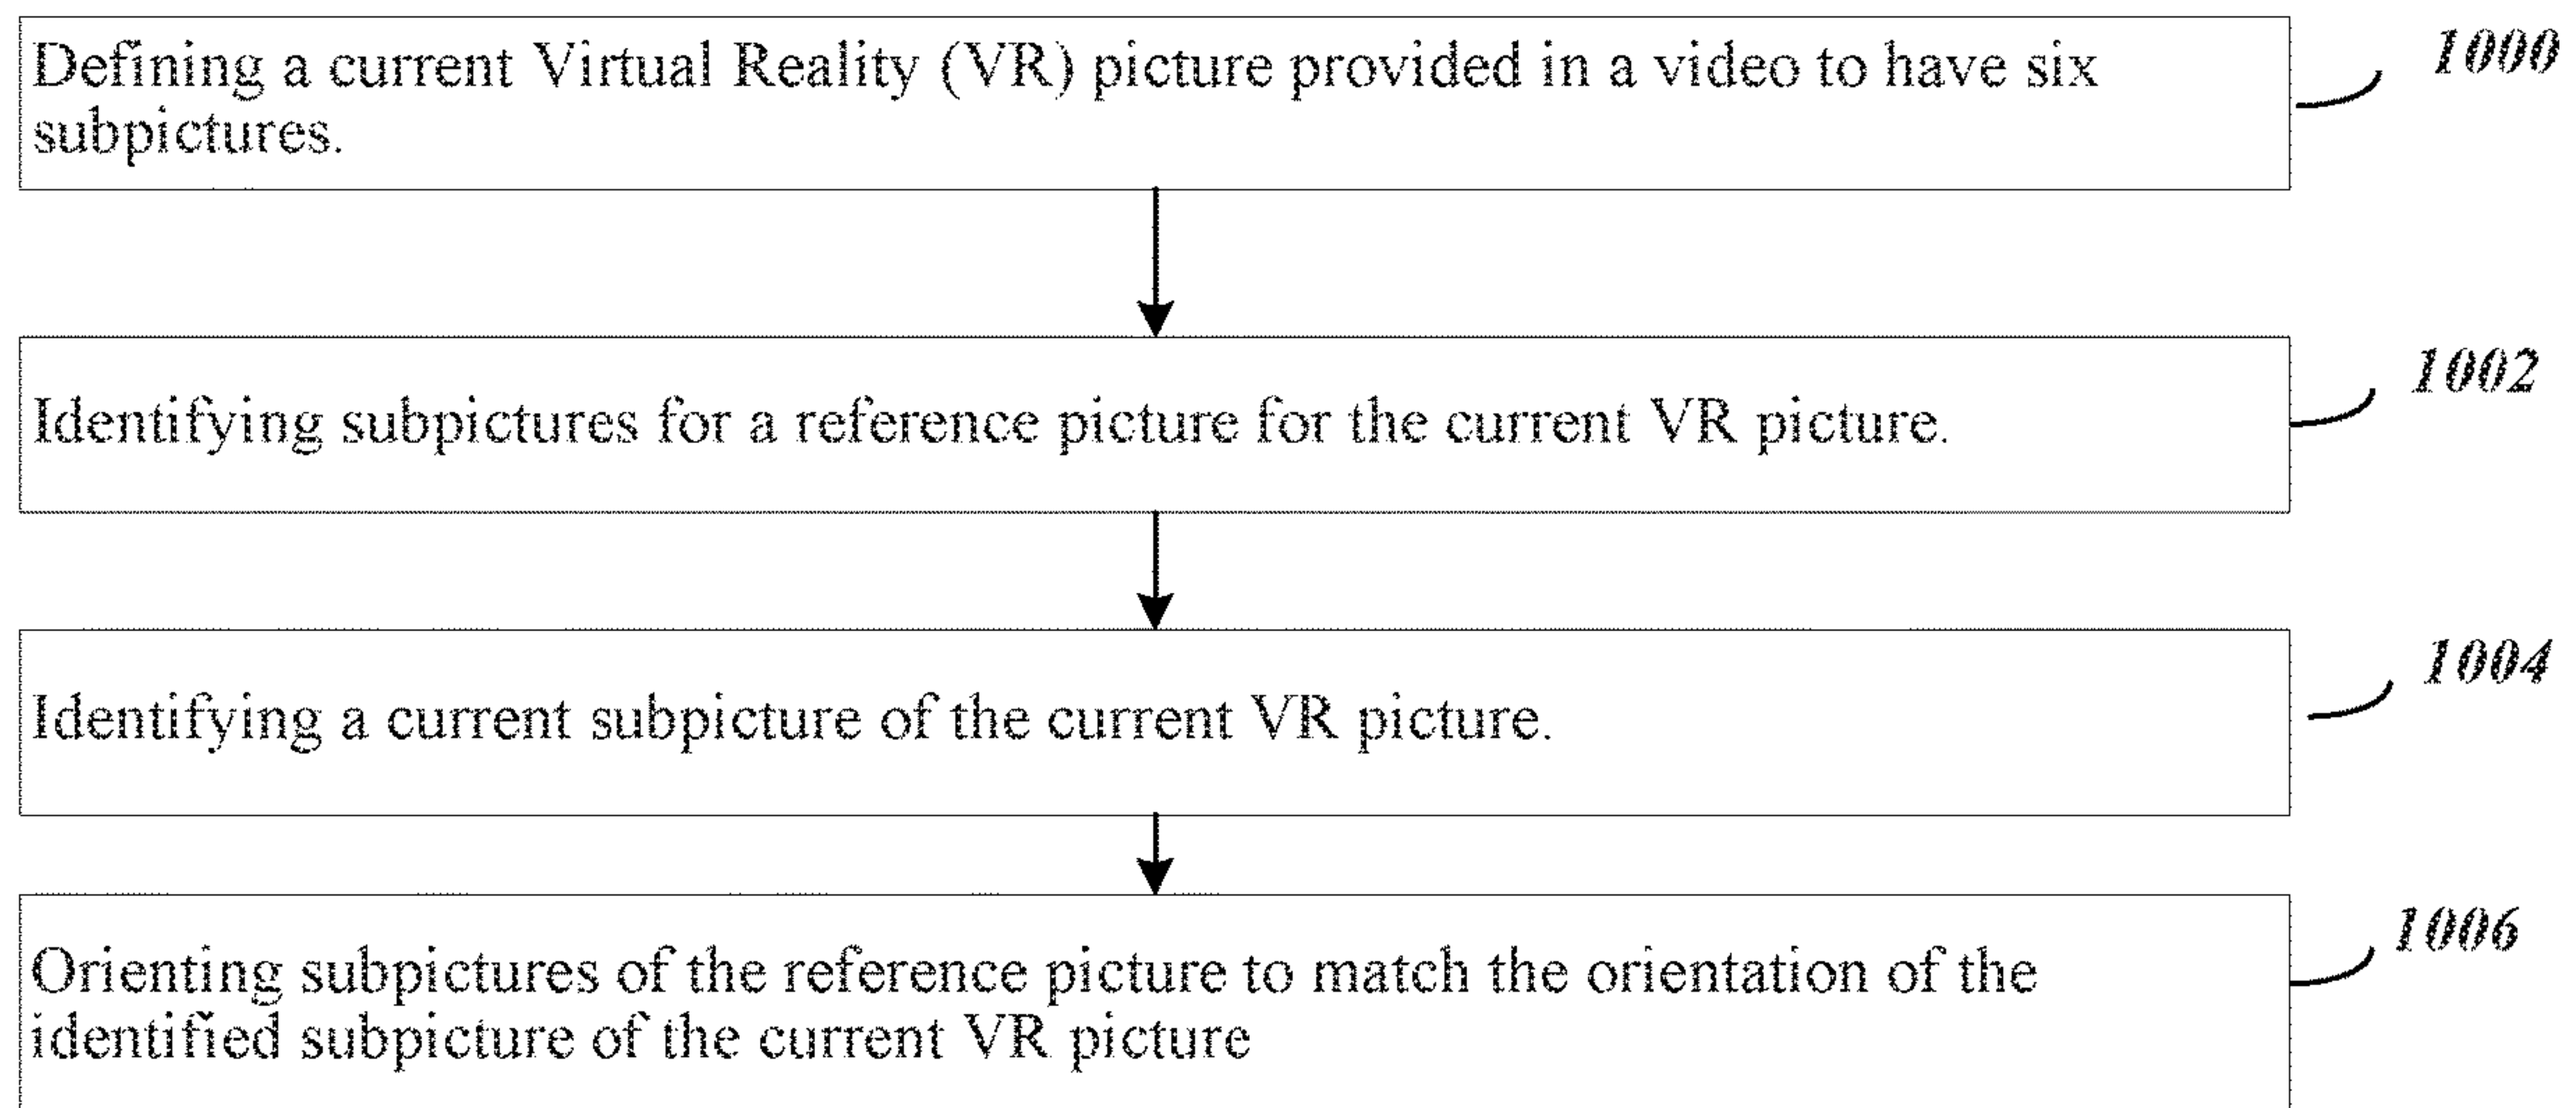 Defining a current Virtual Reality (VR) picture provided in a video to have six
subpictures.
1000
Identifying subpictures for a reference picture for the current VR picture.
1002
Identifying a current subpicture of the current VR picture.
1004
Orienting subpictures of the reference picture to match the orientation of the
identified subpicture of the current VR picture
1006